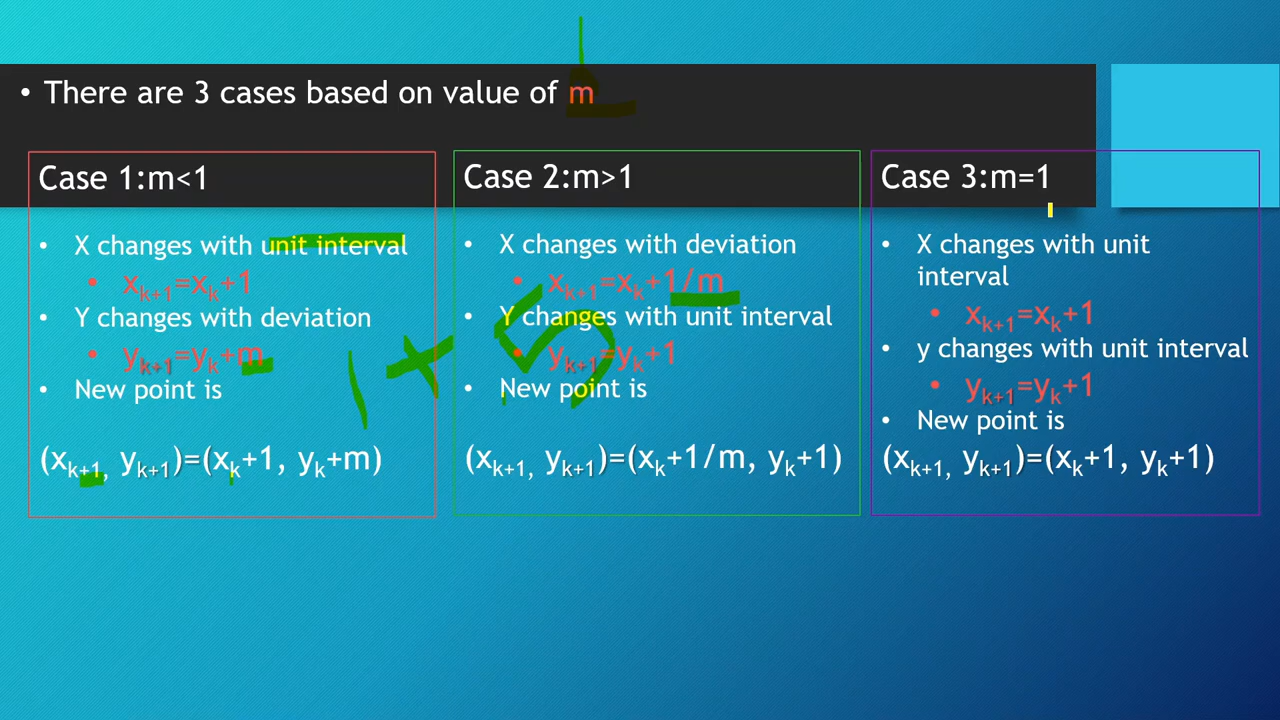 • There are 3 cases based on value of m
Case 1:m<1
• X changes with unit interval
• xₖ₊₁=xₖ+1
• Y changes with deviation
• yₖ₊₁=yₖ+m
• New point is
(xₖ₊₁, yₖ₊₁)=(xₖ+1, yₖ+m)
Case 2:m>1
• X changes with deviation
• xₖ₊₁=xₖ+1/m
• Y changes with unit interval
• yₖ₊₁=yₖ+1
• New point is
(xₖ₊₁, yₖ₊₁)=(xₖ+1/m, yₖ+1)
Case 3:m=1
• X changes with unit
interval
• xₖ₊₁=xₖ+1
• y changes with unit interval
• yₖ₊₁=yₖ+1
• New point is
(xₖ₊₁, yₖ₊₁)=(xₖ+1, yₖ+1)